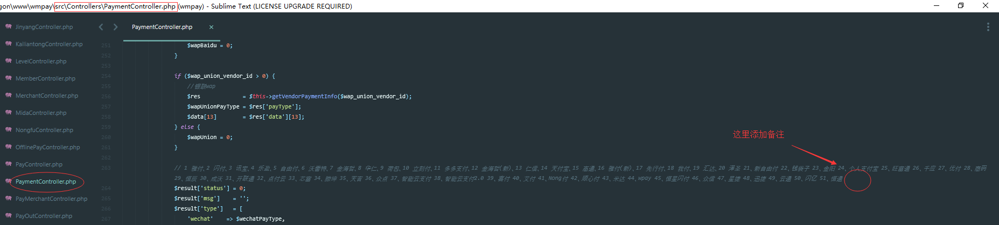 gon\www\wmpay\src\Controllers\PaymentController.php (wmpay) - Sublime Text (LICENSE UPGRADE REQUIRED)
JinyangController.php
KailiantongController.php
LevelController.php
MemberController.php
MerchantController.php
MidaController.php
NongfuController.php
OfflinePayController.php
PayController.php
PaymentController.php
PayMerchantController.php
PayOutController.php
PaymentController.php ×
251 $wapBaidu = 0;
252 }
253
254 if ($wap_union_vendor_id > 0) {
255 //银联wap
256 $res = $this->getVendorPaymentInfo($wap_union_vendor_id);
257 $wapUnionPayType = $res['payType'];
258 $data[13] = $res['data'][13];
259 } else {
260 $wapUnion = 0;
261 }
262
这里添加备注
263 // 1 雅付、2 闪付、3 讯宝、4 乐盈、5 自由付、6 沃雷特、7 金海哲、8 华仁、9 荷包、10 立刻付、11 多多支付、12 金海哲(新)、13 仁信、14 天付宝、15 高通、16 雅付(新)、17 先行付、18 我付、19 汇达、20 泽圣 21、新自由付 22、钱袋子 23、金阳 24、个人支付宝 25、旺富通 26、千应 27、优付 28、商码
29、恒辰 30、成沃 31、开联通 32、点付云 33、芯富 34、滕坤 35、天吉 36、众点 37、智能云支付 38、智能云支付2.0 39、喜付 40、艾付 41、Nong付 42、顺心付 43、米达 44、wpay 45、恒星闪付 46、众信 47、星捷 48、迅捷 49、云通 50、闪亿 51、恒通
264 $result['status'] = 0;
265 $result['msg'] = '';
266 $result['type'] = [
267 'wechat' => $wechatPayType,